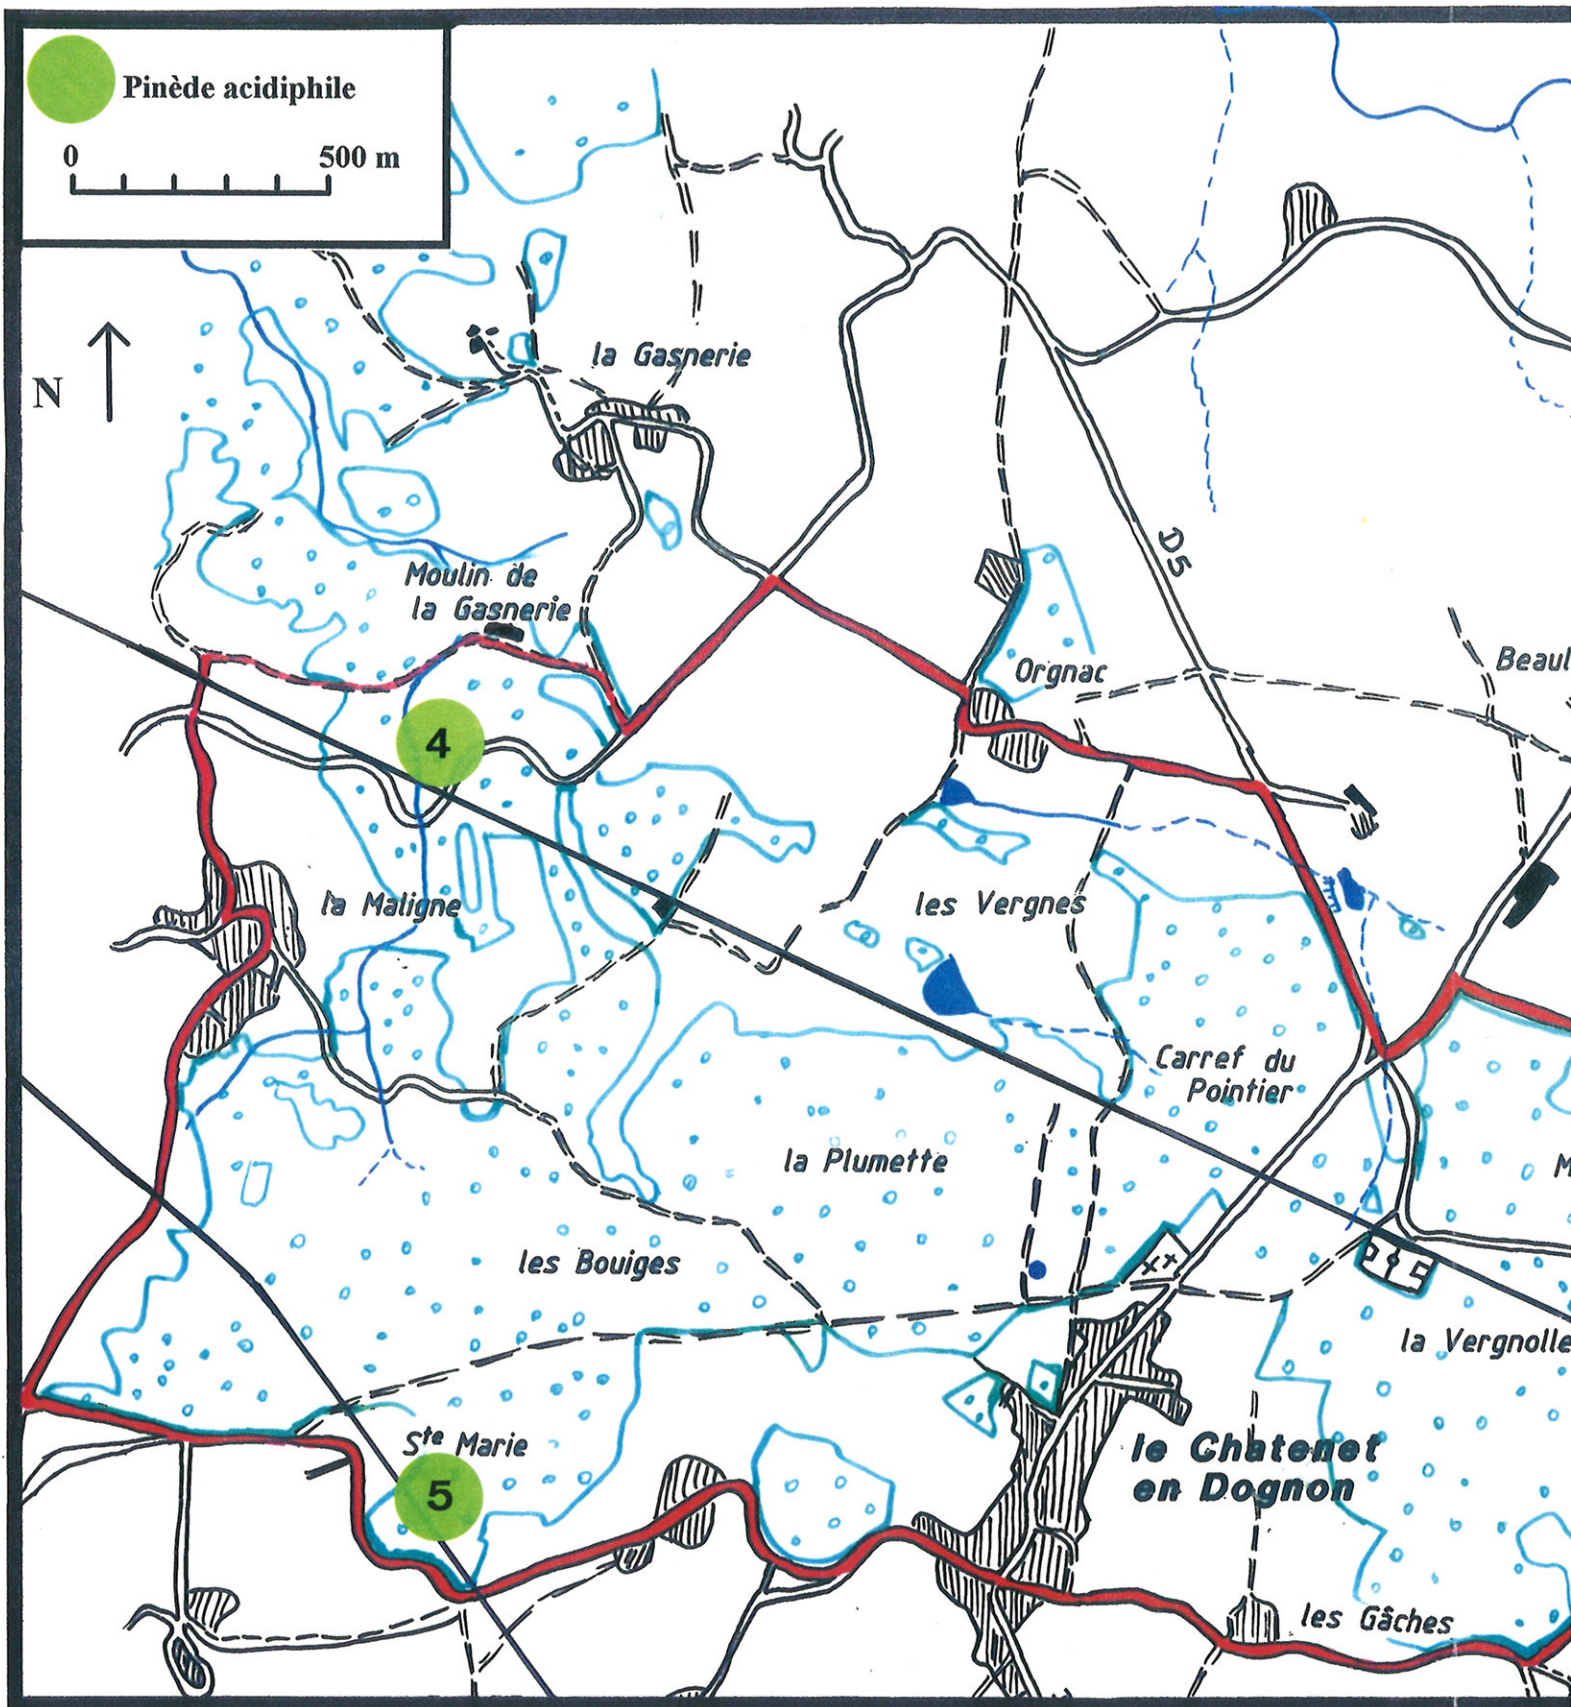 Pinède acidiphile
0 500 m
N
la Gasnerie
D5
Moulin de
la Gasnerie
Orgnac
Beaul
4
la Maligne
les Vergnes
Carref du
Pointier
la Plumette
M
les Bouiges
la Vergnolle
Ste Marie
le Chatenet
en Dognon
5
les Gâches